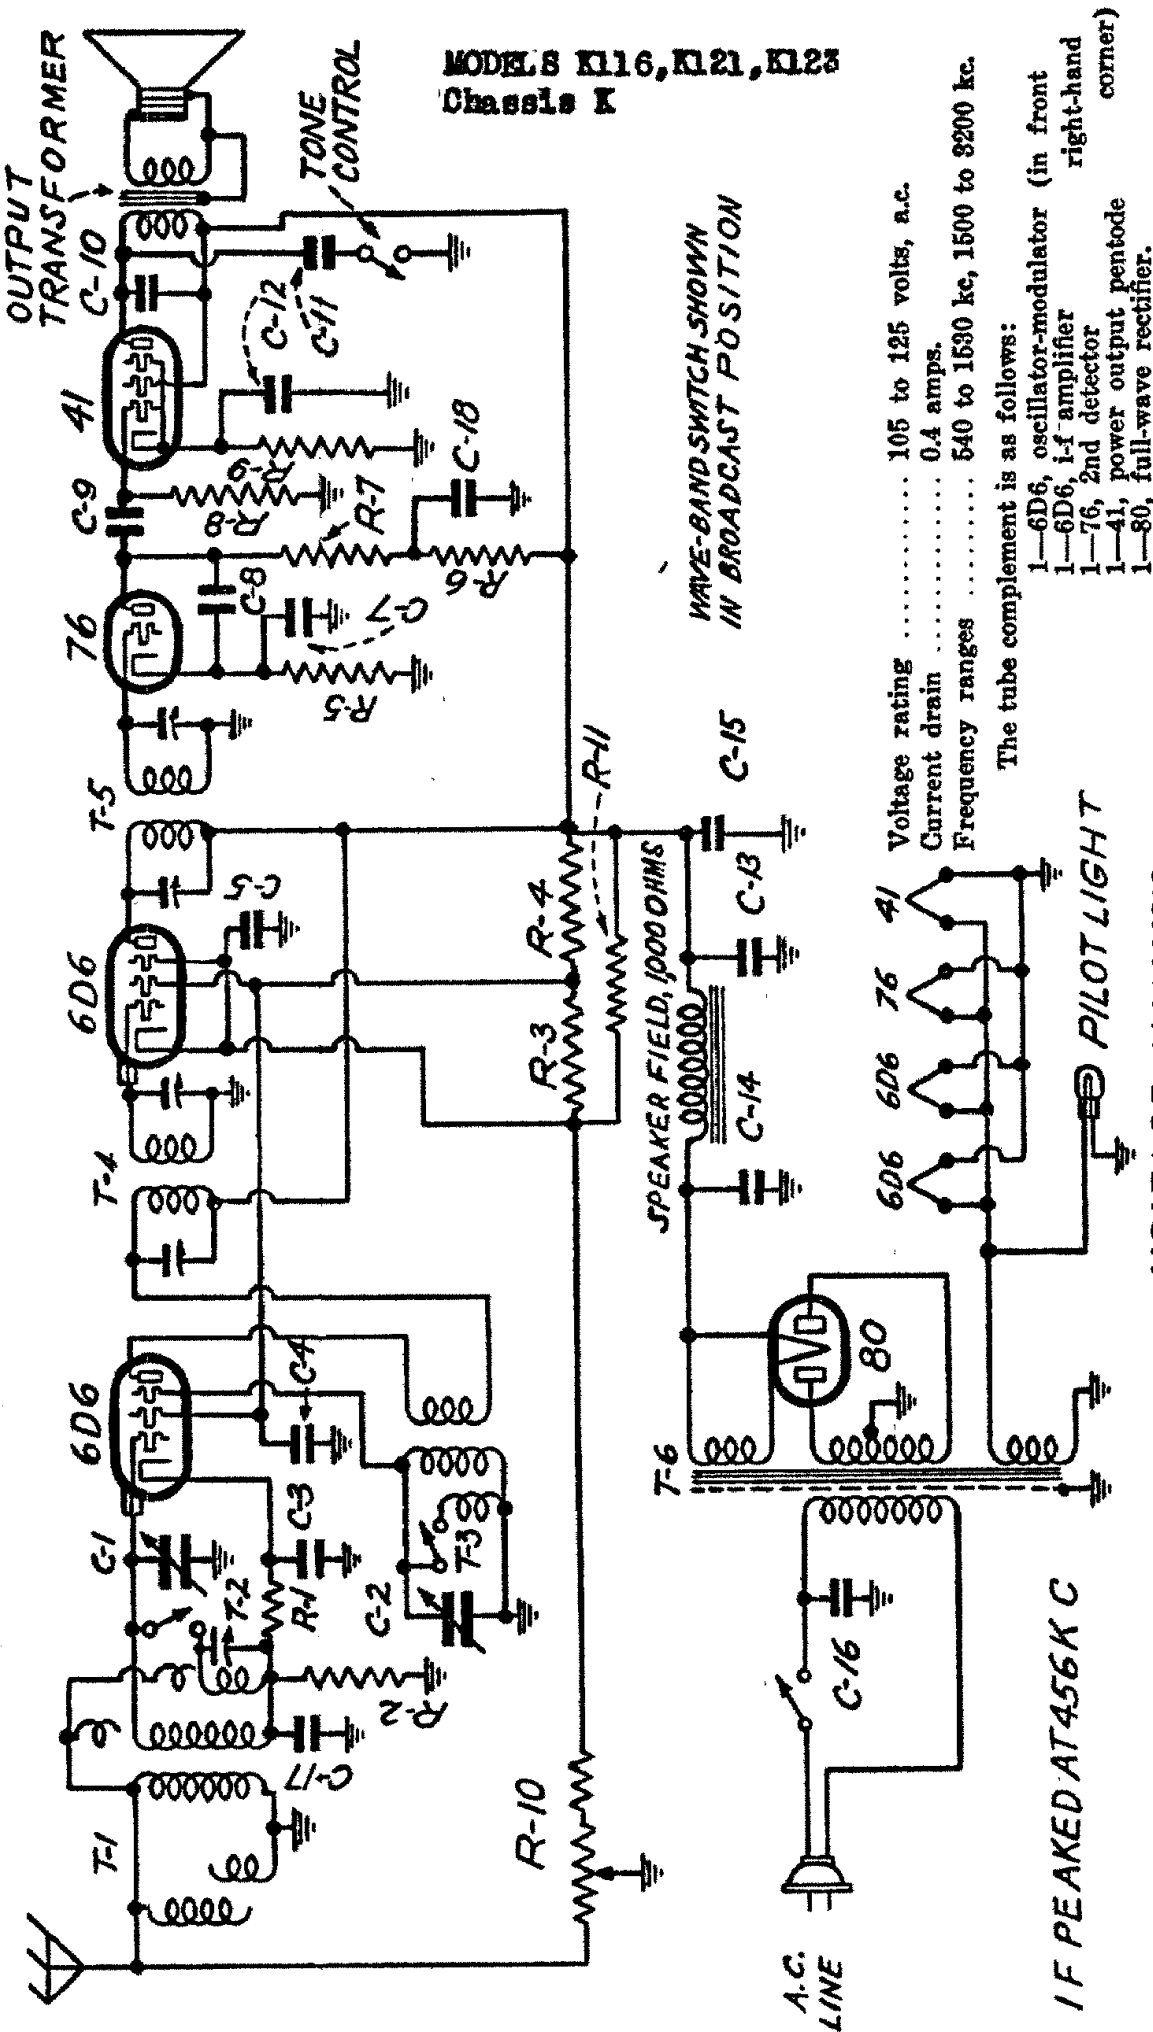 OUTPUT
TRANSFORMER
MODELS K116,K121,K123
Chassis K
6D6
6D6
76
41
C-9
C-10
TONE
CONTROL
C-12
C-11
T-1
C-1
T-2
T-4
T-5
C-5
R-8
R-9
R-7
C-8
C-7
R-5
R-6
C-18
C-17
R-2
R-1
C-3
C-4
C-2
T-3
R-10
R-3
R-4
R-11
SPEAKER FIELD, 1000 OHMS
C-14
C-13
C-15
WAVE-BAND SWITCH SHOWN
IN BROADCAST POSITION
A.C.
LINE
C-16
T-6
80
6D6
6D6
76
41
PILOT LIGHT
IF PEAKED AT 456 KC
Voltage rating .......... 105 to 125 volts, a.c.
Current drain ............ 0.4 amps.
Frequency ranges ....... 540 to 1530 kc, 1500 to 3200 kc.
The tube complement is as follows:
1—6D6, oscillator-modulator (in front
right-hand
corner)
1—6D6, i-f amplifier
1—76, 2nd detector
1—41, power output pentode
1—80, full-wave rectifier.